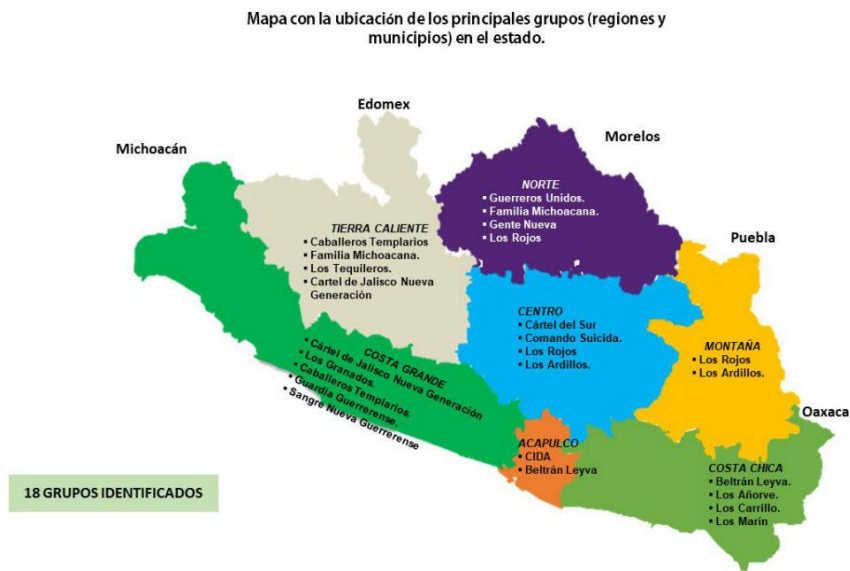 Mapa con la ubicación de los principales grupos (regiones y
municipios) en el estado.
Edomex
Michoacán
Morelos
NORTE
▪ Guerreros Unidos.
▪ Familia Michoacana.
▪ Gente Nueva
▪ Los Rojos
TIERRA CALIENTE
▪ Caballeros Templarios
▪ Familia Michoacana.
▪ Los Tequileros.
▪ Cartel de Jalisco Nueva
Generación
Puebla
CENTRO
▪ Cártel del Sur
▪ Comando Suicida.
▪ Los Rojos
▪ Los Ardillos.
MONTAÑA
▪ Los Rojos
▪ Los Ardillos.
COSTA GRANDE
▪ Cártel de Jalisco Nueva Generación
▪ Los Granados.
▪ Caballeros Templarios.
▪ Guardia Guerrerense.
▪ Sangre Nueva Guerrerense
Oaxaca
ACAPULCO
▪ CIDA
▪ Beltrán Leyva
COSTA CHICA
▪ Beltrán Leyva.
▪ Los Añorve.
▪ Los Carrillo.
▪ Los Marín
18 GRUPOS IDENTIFICADOS